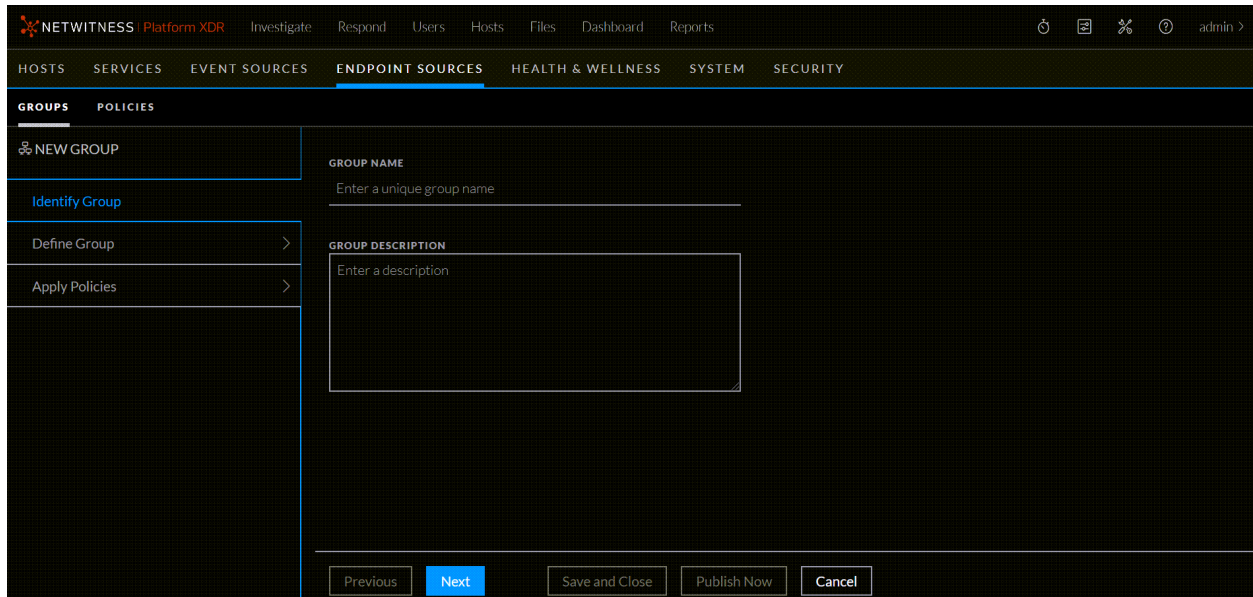 NETWITNESS | Platform XDR Investigate Respond Users Hosts Files Dashboard Reports admin >
HOSTS SERVICES EVENT SOURCES ENDPOINT SOURCES HEALTH & WELLNESS SYSTEM SECURITY
GROUPS POLICIES
NEW GROUP
Identify Group
Define Group
Apply Policies
GROUP NAME
Enter a unique group name
GROUP DESCRIPTION
Enter a description
Previous Next Save and Close Publish Now Cancel